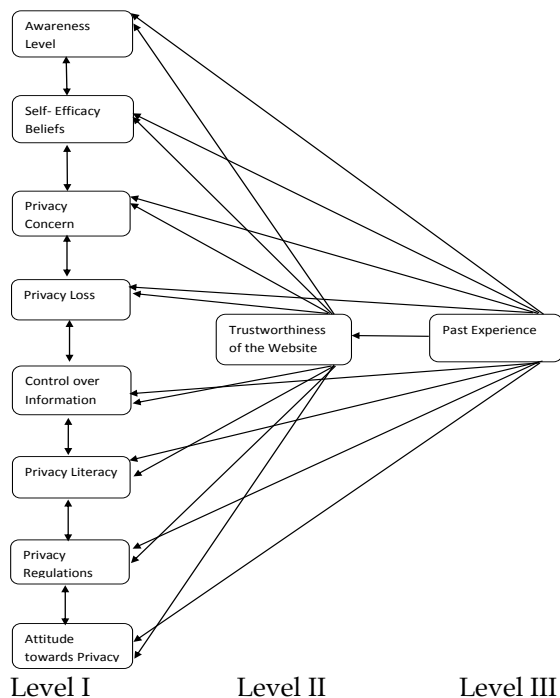 Awareness
Level
Self- Efficacy
Beliefs
Privacy
Concern
Privacy Loss
Trustworthiness
of the Website
Past Experience
Control over
Information
Privacy Literacy
Privacy
Regulations
Attitude
towards Privacy
Level I
Level II
Level III